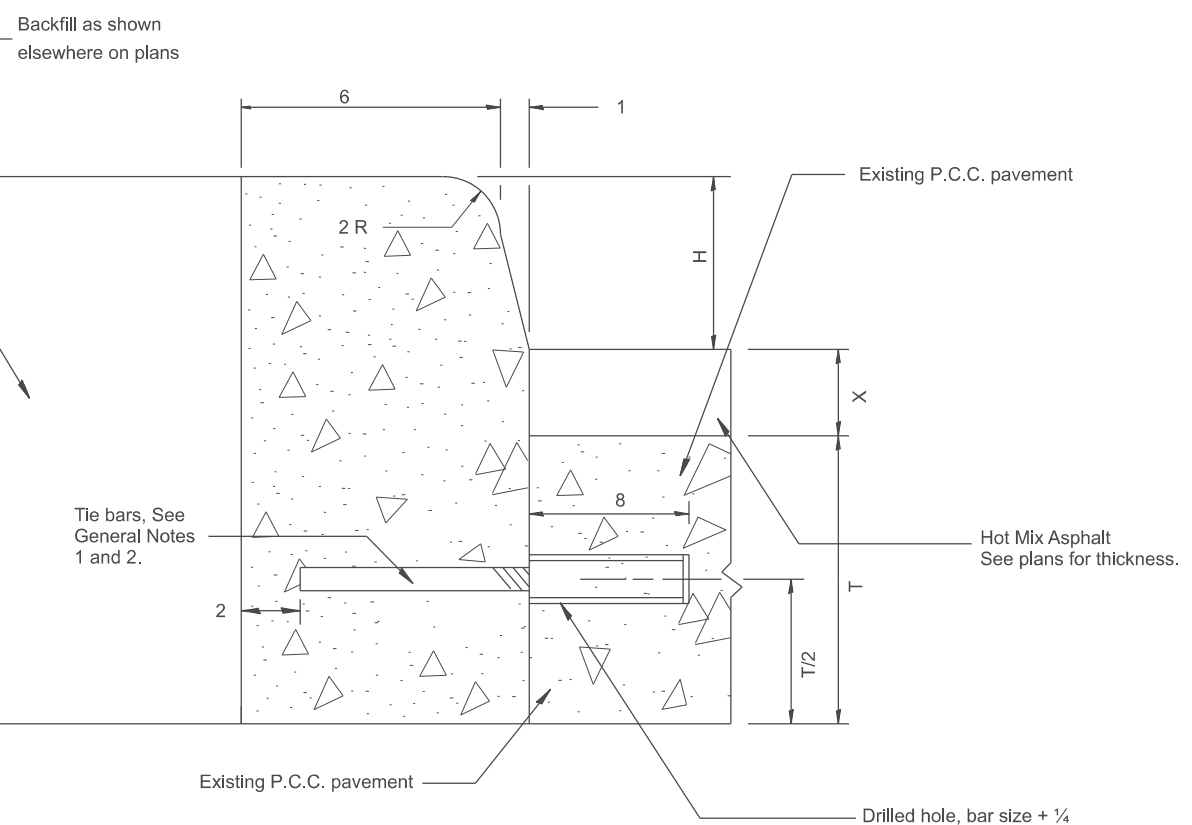 Backfill as shown
elsewhere on plans
6
1
Existing P.C.C. pavement
2 R
H
X
8
Tie bars, See
General Notes
1 and 2.
Hot Mix Asphalt
See plans for thickness.
T
2
T/2
Existing P.C.C. pavement
Drilled hole, bar size + ¼